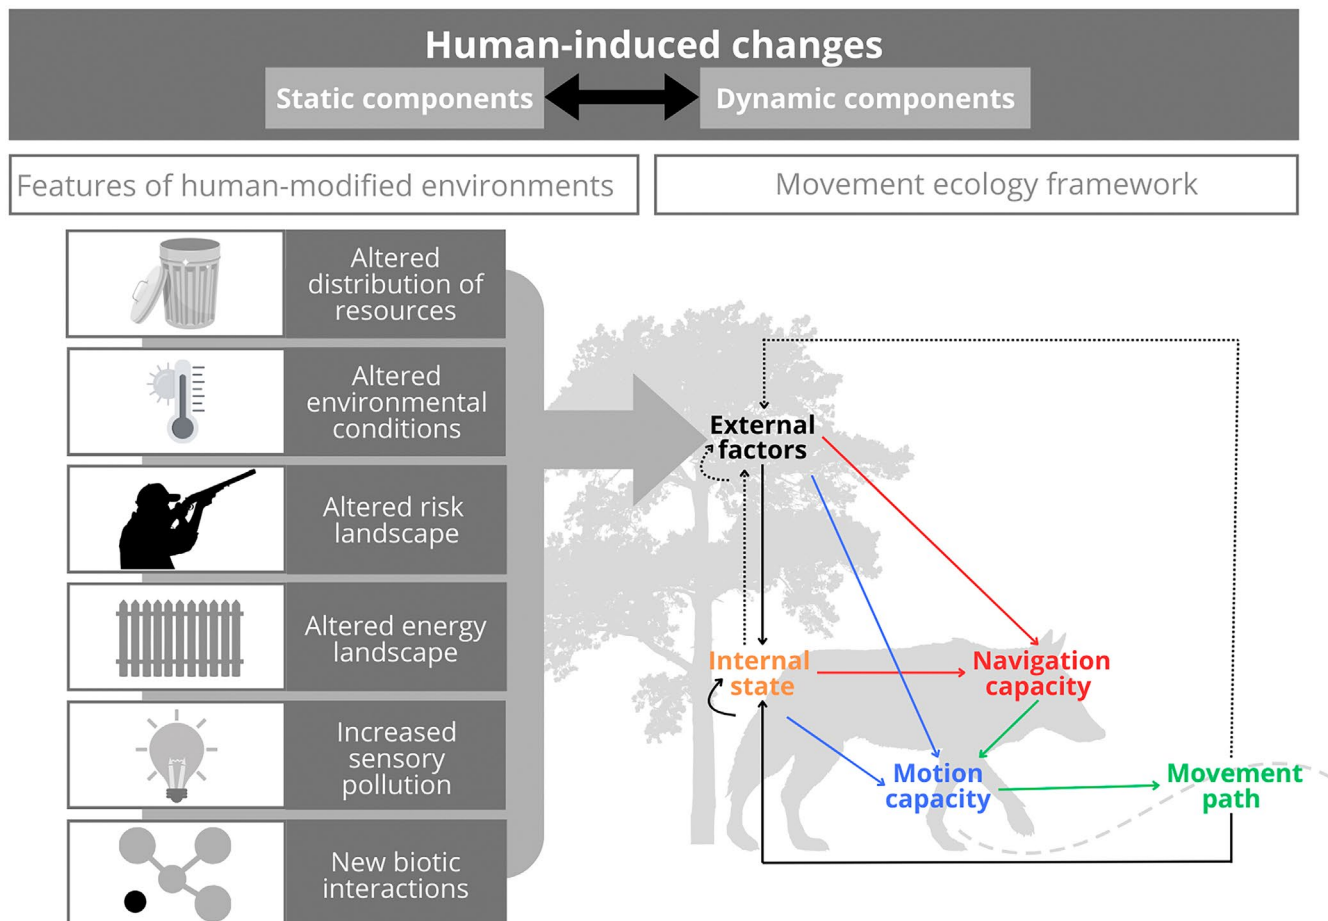 Human-induced changes
Static components
Dynamic components
Features of human-modified environments
Movement ecology framework
Altered
distribution of
resources
Altered
environmental
conditions
Altered risk
landscape
Altered energy
landscape
Increased
sensory
pollution
New biotic
interactions
External
factors
Internal
state
Navigation
capacity
Motion
capacity
Movement
path